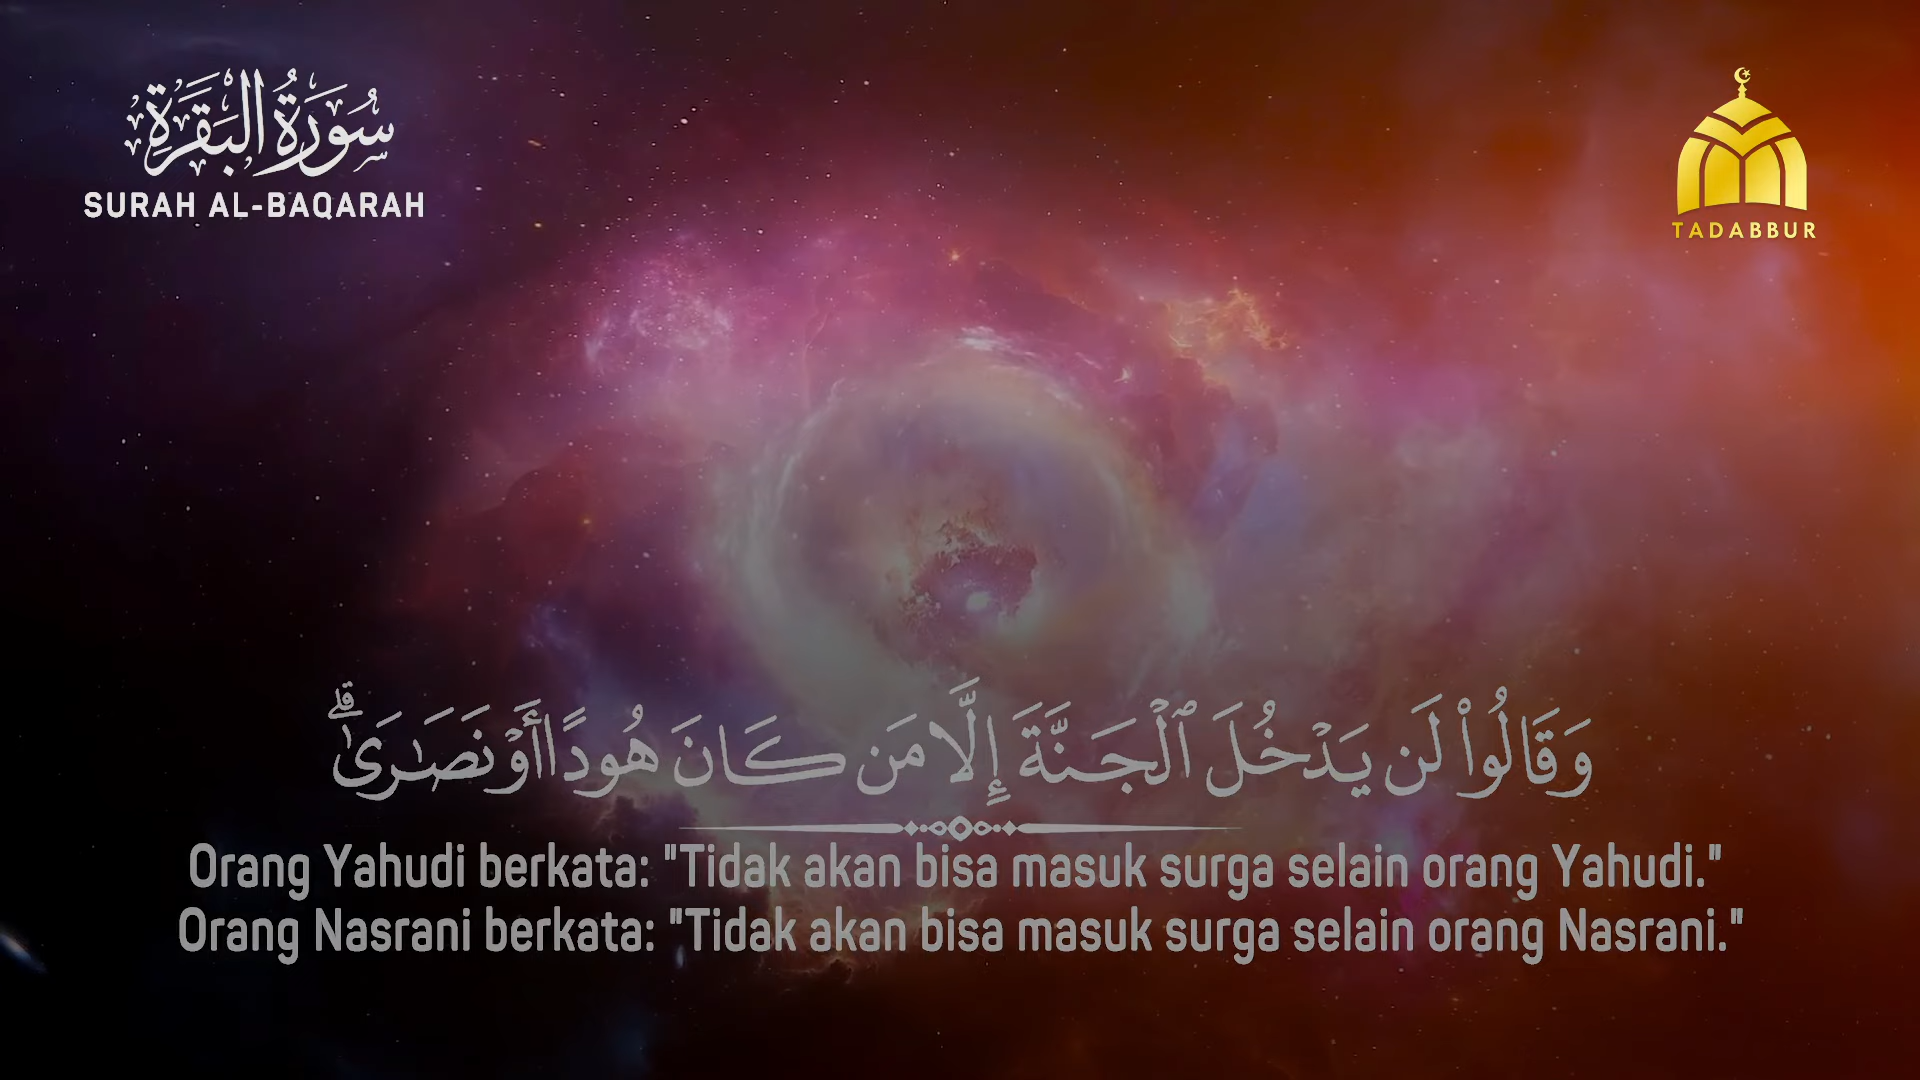 سُورَةُ الْبَقَرَةِ
SURAH AL-BAQARAH
TADABBUR
وَقَالُوا۟ لَن يَدْخُلَ ٱلْجَنَّةَ إِلَّا مَن كَانَ هُودًا أَوْ نَصَـٰرَىٰ ۗ
Orang Yahudi berkata: "Tidak akan bisa masuk surga selain orang Yahudi."
Orang Nasrani berkata: "Tidak akan bisa masuk surga selain orang Nasrani."